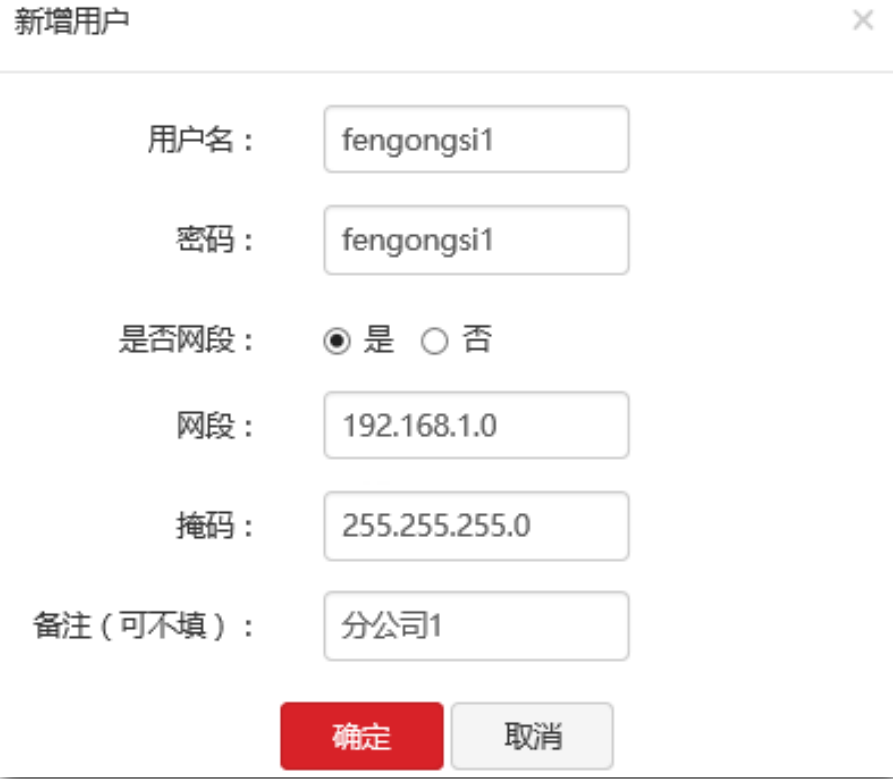 新增用户 ×
用户名： fengongsi1
密码： fengongsi1
是否网段： 是 否
网段： 192.168.1.0
掩码： 255.255.255.0
备注（可不填）： 分公司1
确定 取消